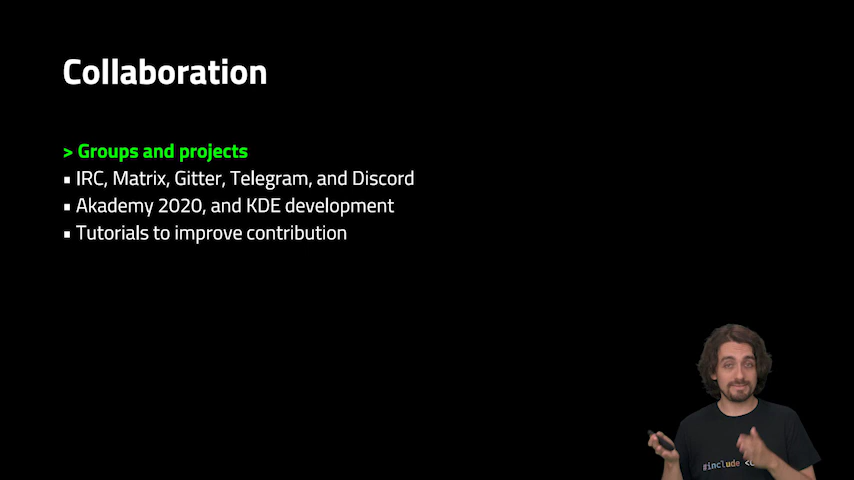 Collaboration
> Groups and projects
▪ IRC, Matrix, Gitter, Telegram, and Discord
▪ Akademy 2020, and KDE development
▪ Tutorials to improve contribution
#include <